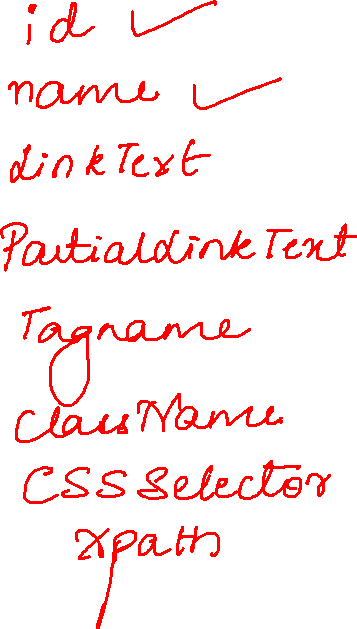 id ✓
name ✓
LinkText
PartialLinkText
Tagname
ClassName
CSSSelector
xpath